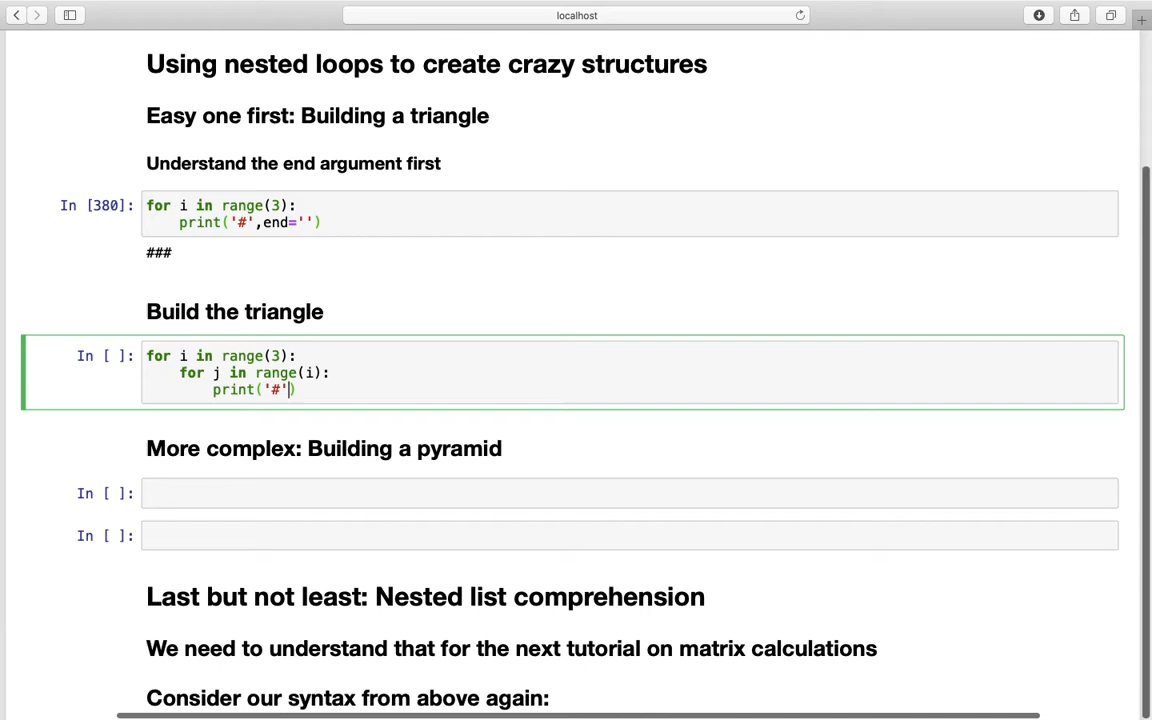 localhost
Using nested loops to create crazy structures
Easy one first: Building a triangle
Understand the end argument first
In [380]: for i in range(3):
print('#',end='')
###
Build the triangle
In [ ]: for i in range(3):
for j in range(i):
print('#')
More complex: Building a pyramid
In [ ]:
In [ ]:
Last but not least: Nested list comprehension
We need to understand that for the next tutorial on matrix calculations
Consider our syntax from above again: